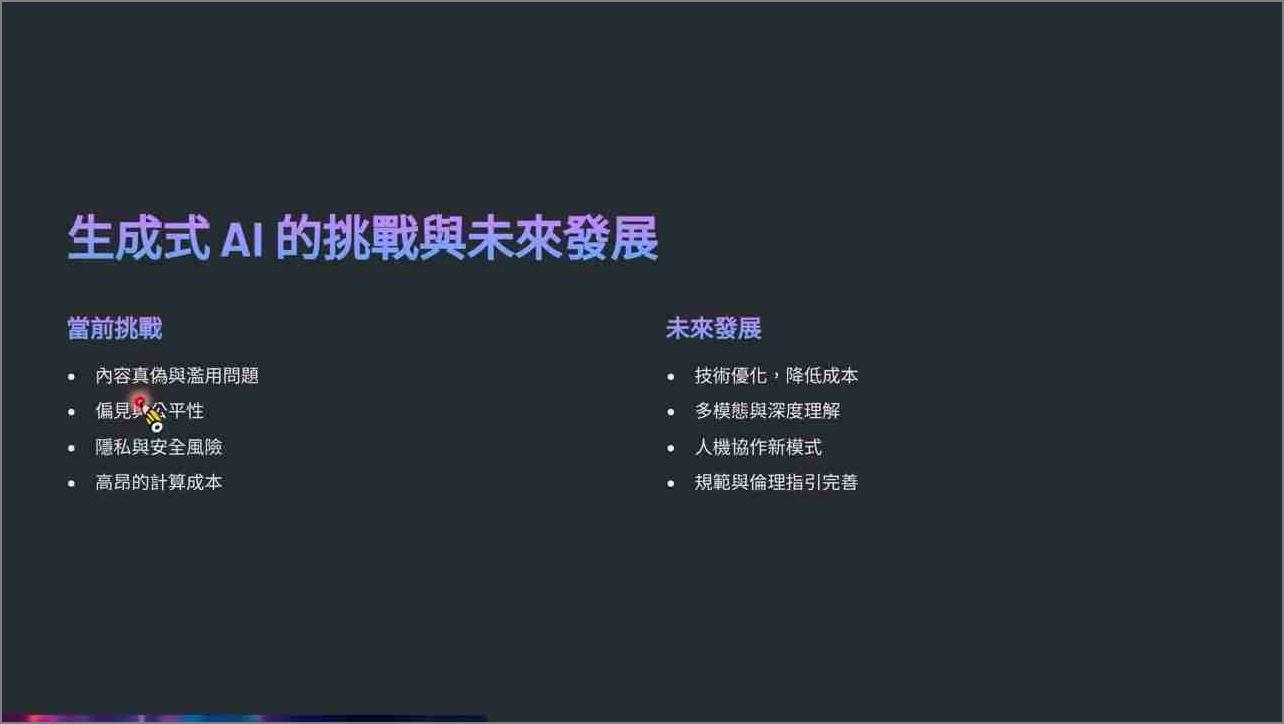 生成式 AI 的挑戰與未來發展
當前挑戰
• 內容真偽與濫用問題
• 偏見與公平性
• 隱私與安全風險
• 高昂的計算成本
未來發展
• 技術優化，降低成本
• 多模態與深度理解
• 人機協作新模式
• 規範與倫理指引完善